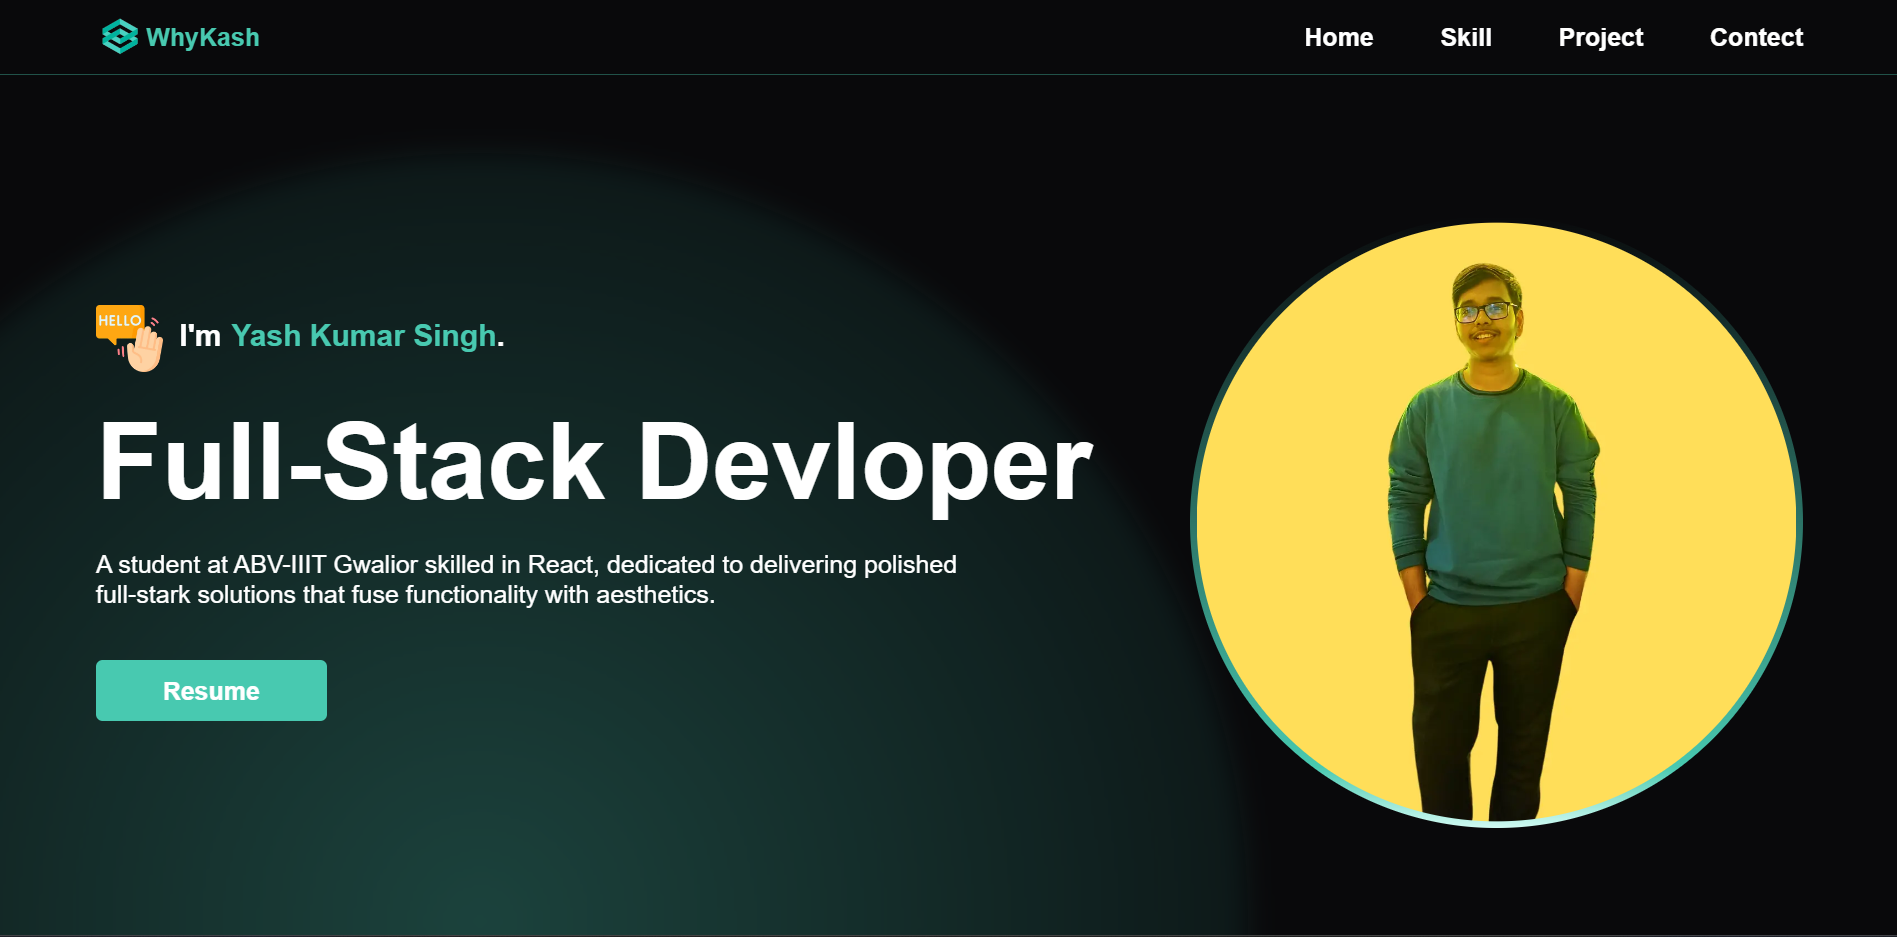 WhyKash
Home Skill Project Contect
HELLO
I'm Yash Kumar Singh.
Full-Stack Devloper
A student at ABV-IIIT Gwalior skilled in React, dedicated to delivering polished
full-stark solutions that fuse functionality with aesthetics.
Resume